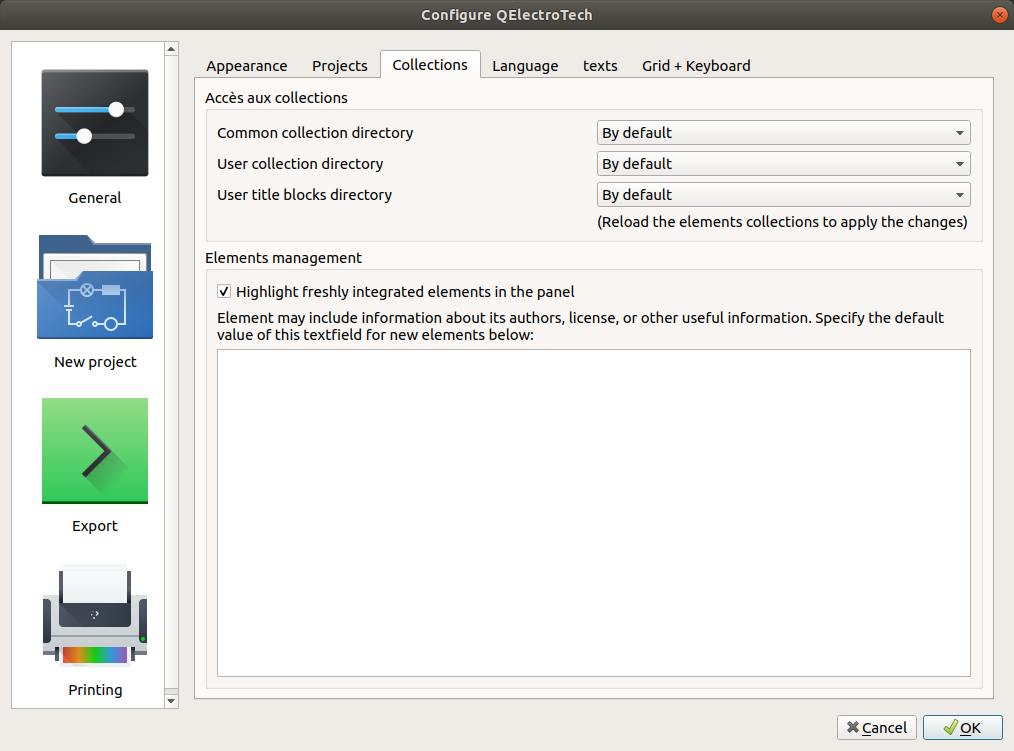 Configure QElectroTech
General
New project
Export
Printing
Appearance Projects Collections Language texts Grid + Keyboard
Accès aux collections
Common collection directory By default
User collection directory By default
User title blocks directory By default
(Reload the elements collections to apply the changes)
Elements management
Highlight freshly integrated elements in the panel
Element may include information about its authors, license, or other useful information. Specify the default
value of this textfield for new elements below:
Cancel OK